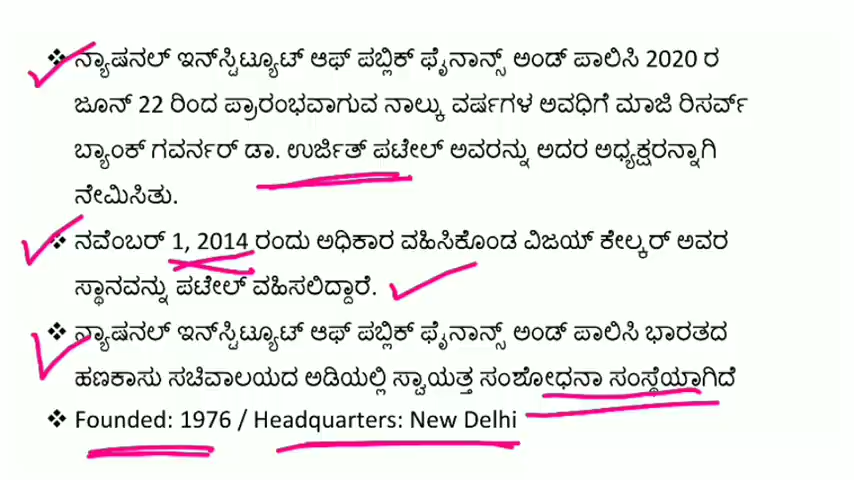 ❖ ನ್ಯಾಷನಲ್ ಇನ್‌ಸ್ಟಿಟ್ಯೂಟ್ ಆಫ್ ಪಬ್ಲಿಕ್ ಫೈನಾನ್ಸ್ ಅಂಡ್ ಪಾಲಿಸಿ 2020 ರ
ಜೂನ್ 22 ರಿಂದ ಪ್ರಾರಂಭವಾಗುವ ನಾಲ್ಕು ವರ್ಷಗಳ ಅವಧಿಗೆ ಮಾಜಿ ರಿಸರ್ವ್
ಬ್ಯಾಂಕ್ ಗವರ್ನರ್ ಡಾ. ಉರ್ಜಿತ್ ಪಟೇಲ್ ಅವರನ್ನು ಅದರ ಅಧ್ಯಕ್ಷರನ್ನಾಗಿ
ನೇಮಿಸಿತು.
❖ ನವೆಂಬರ್ 1, 2014 ರಂದು ಅಧಿಕಾರ ವಹಿಸಿಕೊಂಡ ವಿಜಯ್ ಕೇಲ್ಕರ್ ಅವರ
ಸ್ಥಾನವನ್ನು ಪಟೇಲ್ ವಹಿಸಲಿದ್ದಾರೆ.
❖ ನ್ಯಾಷನಲ್ ಇನ್‌ಸ್ಟಿಟ್ಯೂಟ್ ಆಫ್ ಪಬ್ಲಿಕ್ ಫೈನಾನ್ಸ್ ಅಂಡ್ ಪಾಲಿಸಿ ಭಾರತದ
ಹಣಕಾಸು ಸಚಿವಾಲಯದ ಅಡಿಯಲ್ಲಿ ಸ್ವಾಯತ್ತ ಸಂಶೋಧನಾ ಸಂಸ್ಥೆಯಾಗಿದೆ
❖ Founded: 1976 / Headquarters: New Delhi